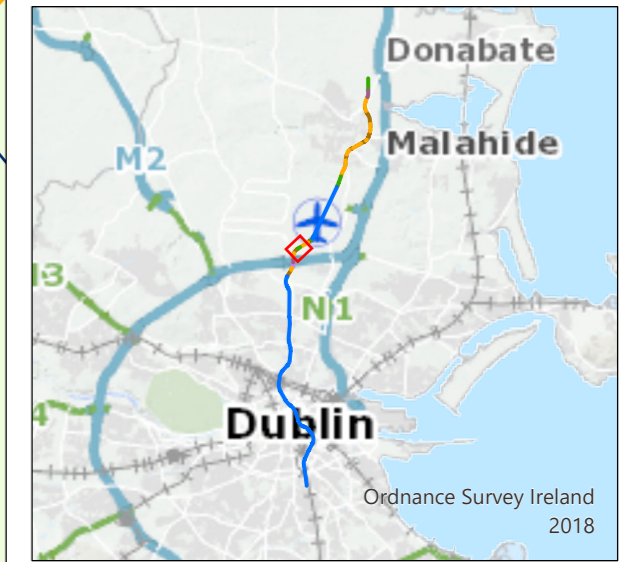 Donabate
Malahide
M2
N1
Dublin
Ordnance Survey Ireland
2018